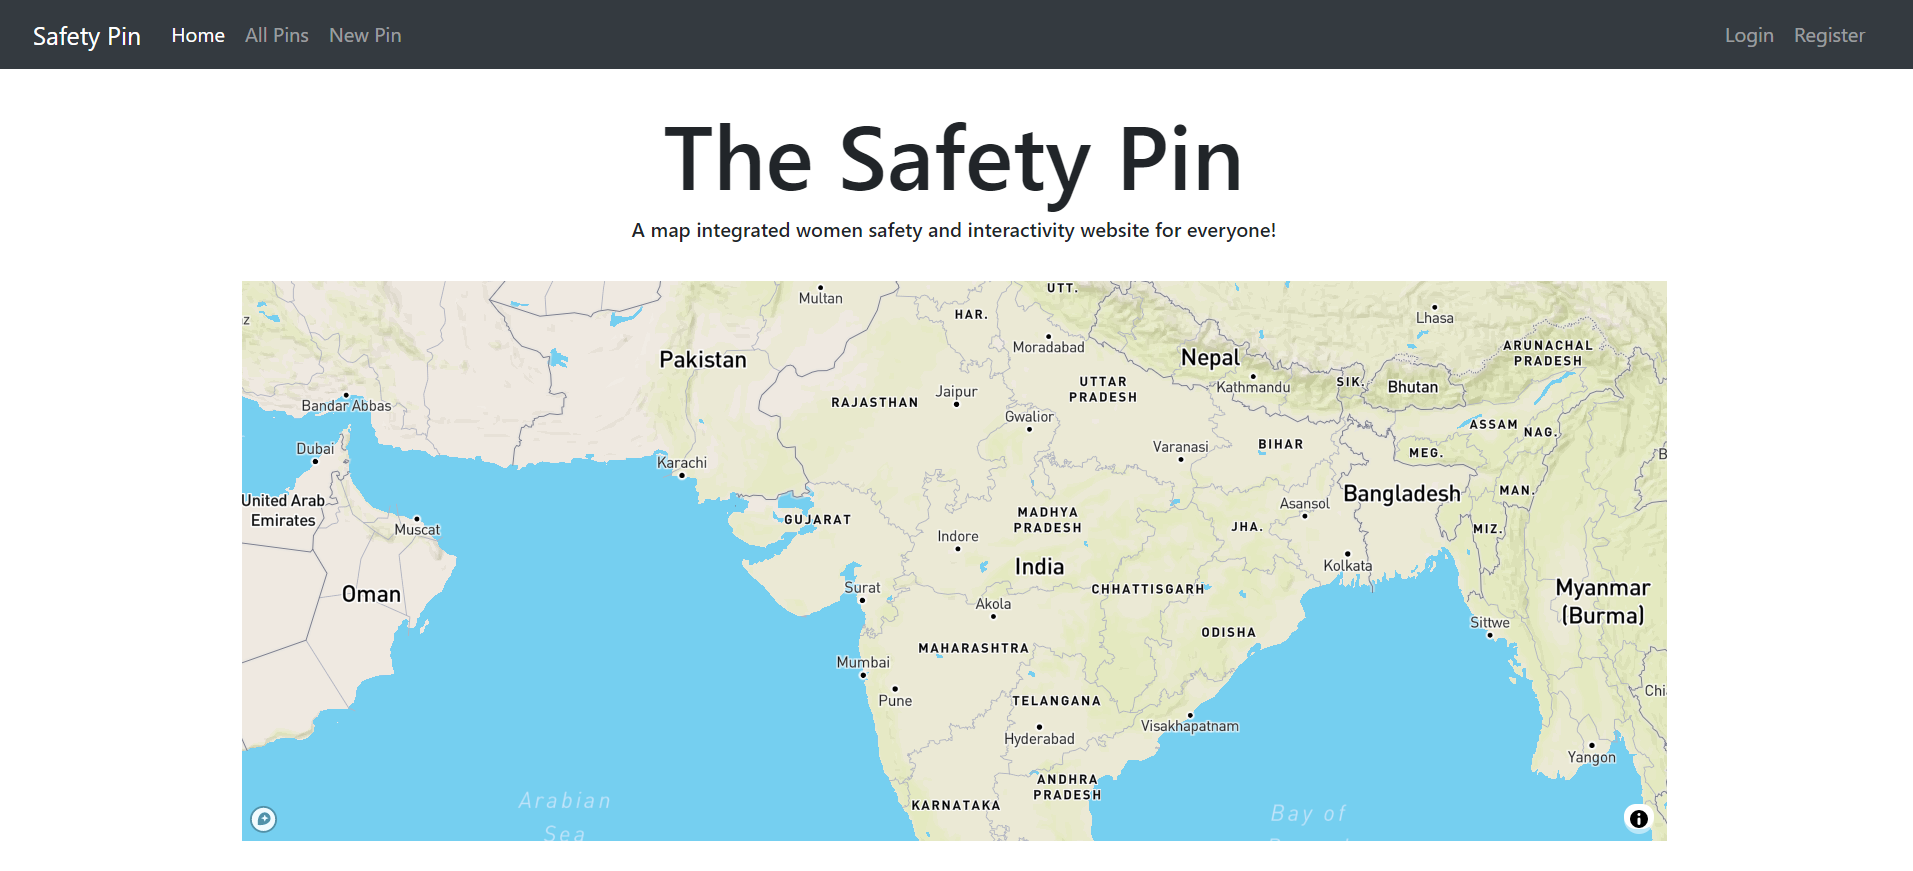 Safety Pin Home All Pins New Pin Login Register
The Safety Pin
A map integrated women safety and interactivity website for everyone!
Multan
UTT.
HAR.
Lhasa
z
Moradabad
ARUNACHAL
PRADESH
Pakistan
Nepal
Kathmandu
SIK.
Bhutan
UTTAR
PRADESH
Jaipur
RAJASTHAN
Bandar Abbas
Gwalior
ASSAM
NAG.
Dubai
Varanasi
BIHAR
MEG.
B
Karachi
United Arab
Emirates
Bangladesh
MAN.
Asansol
Muscat
GUJARAT
MADHYA
PRADESH
JHA.
MIZ.
Indore
India
Kolkata
Oman
Surat
CHHATTISGARH
Myanmar
(Burma)
Akola
Sittwe
ODISHA
MAHARASHTRA
Mumbai
Pune
TELANGANA
Chi
Visakhapatnam
Hyderabad
Yangon
ANDHRA
PRADESH
KARNATAKA
Arabian
Sea
Bay of